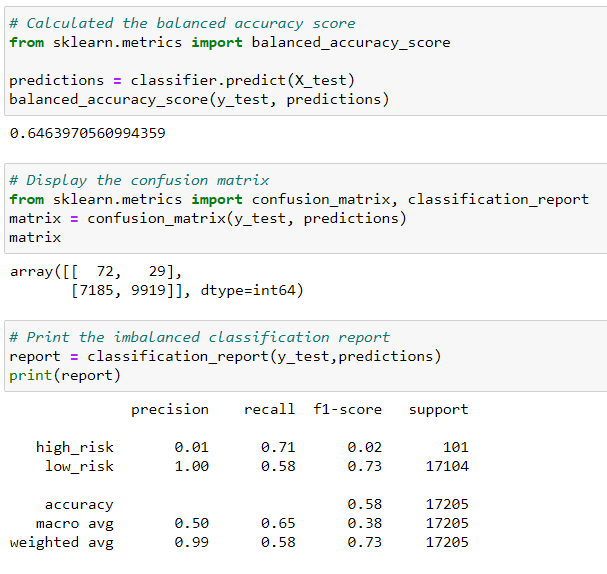 # Calculated the balanced accuracy score
from sklearn.metrics import balanced_accuracy_score
predictions = classifier.predict(X_test)
balanced_accuracy_score(y_test, predictions)
0.6463970560994359
# Display the confusion matrix
from sklearn.metrics import confusion_matrix, classification_report
matrix = confusion_matrix(y_test, predictions)
matrix
array([[  72,   29],
       [7185, 9919]], dtype=int64)
# Print the imbalanced classification report
report = classification_report(y_test,predictions)
print(report)
              precision    recall  f1-score   support
   high_risk       0.01      0.71      0.02       101
    low_risk       1.00      0.58      0.73     17104
    accuracy                           0.58     17205
   macro avg       0.50      0.65      0.38     17205
weighted avg       0.99      0.58      0.73     17205